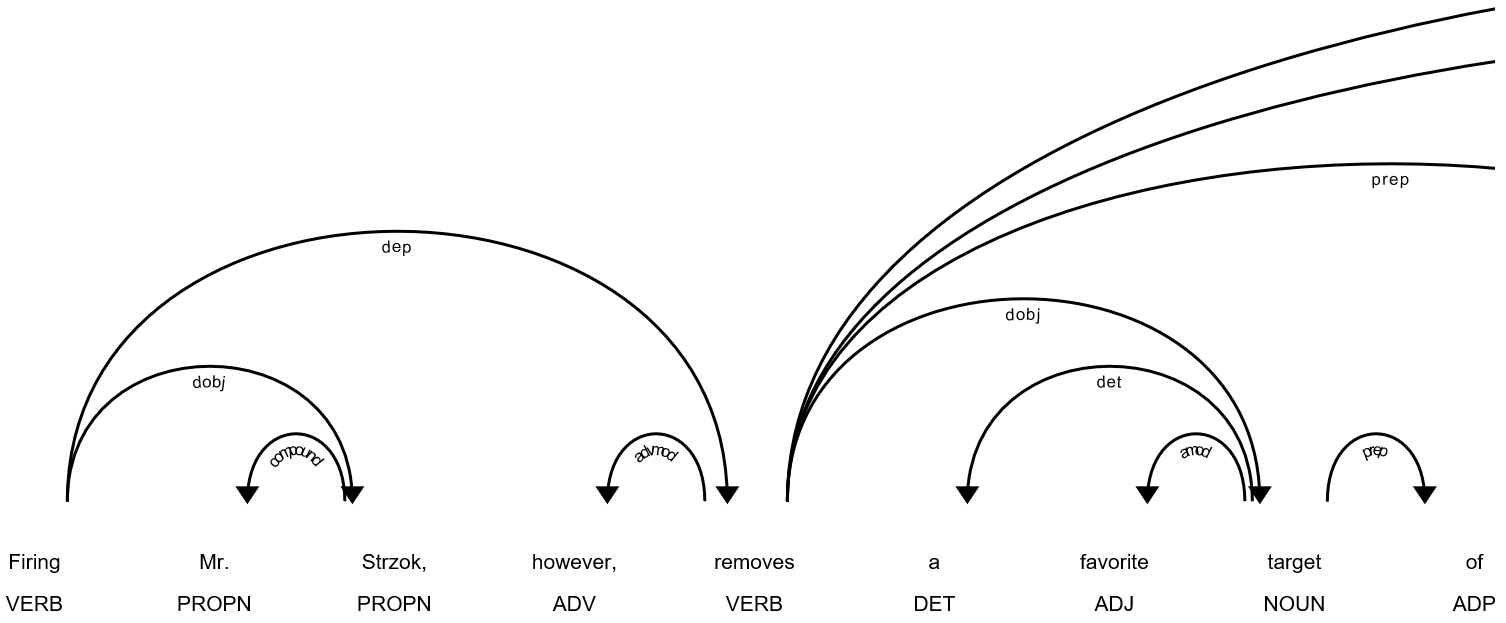 prep
dep
dobj
dobj det
compound advmod amod prep
Firing Mr. Strzok, however, removes a favorite target of
VERB PROPN PROPN ADV VERB DET ADJ NOUN ADP